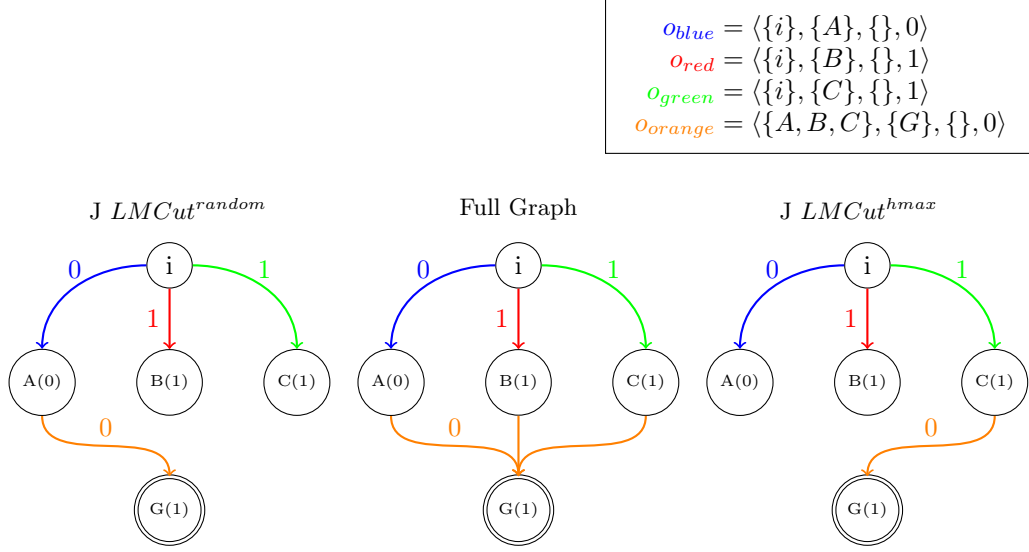 o_blue = ⟨{i}, {A}, {}, 0⟩
o_red = ⟨{i}, {B}, {}, 1⟩
o_green = ⟨{i}, {C}, {}, 1⟩
o_orange = ⟨{A, B, C}, {G}, {}, 0⟩
J LMCut^random
i
0
1
1
A(0)
B(1)
C(1)
0
G(1)
Full Graph
i
0
1
1
A(0)
B(1)
C(1)
0
G(1)
J LMCut^hmax
i
0
1
1
A(0)
B(1)
C(1)
0
G(1)